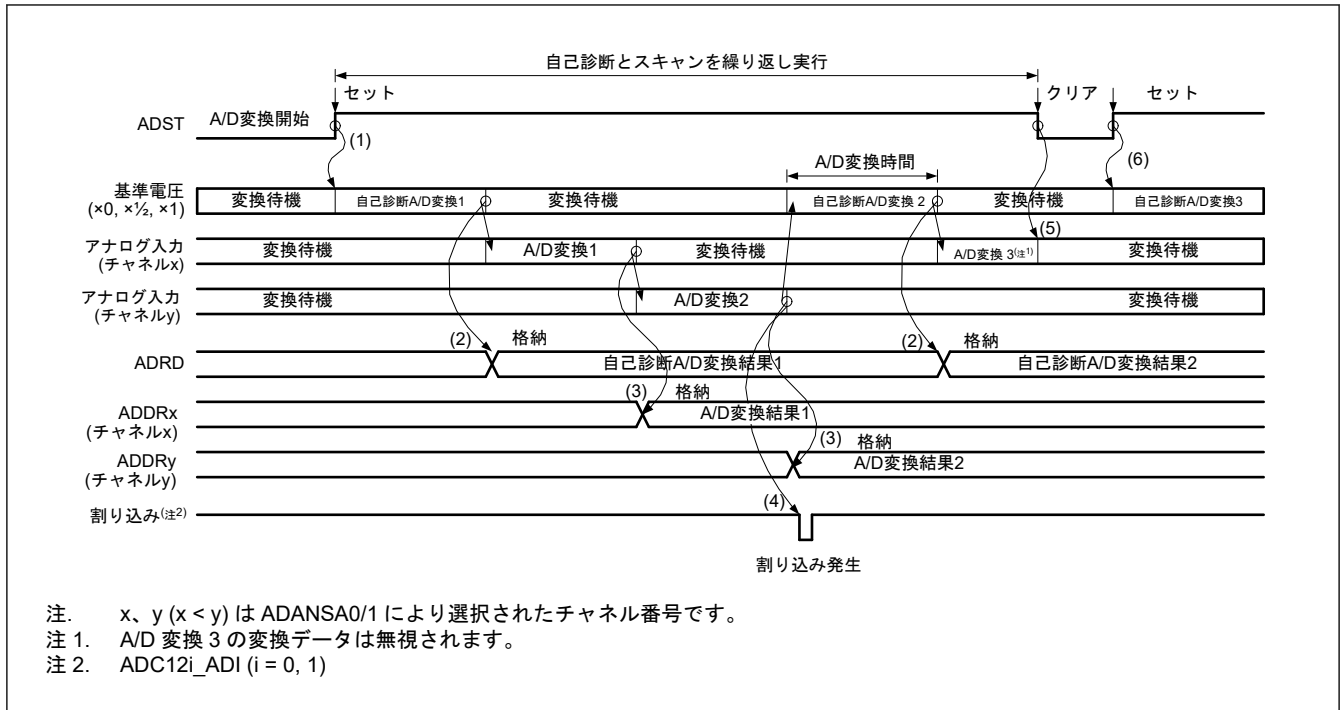 自己診断とスキャンを繰り返し実行
セット
クリア
セット
ADST
A/D変換開始
(1)
(6)
A/D変換時間
基準電圧
(×0, ×½, ×1)
変換待機
自己診断A/D変換1
変換待機
自己診断A/D変換 2
変換待機
自己診断A/D変換3
(5)
アナログ入力
(チャネルx)
変換待機
A/D変換1
変換待機
A/D変換 3(注1)
変換待機
アナログ入力
(チャネルy)
変換待機
A/D変換2
変換待機
ADRD
(2)
格納
自己診断A/D変換結果1
(2)
格納
自己診断A/D変換結果2
ADDRx
(チャネルx)
(3)
格納
A/D変換結果1
ADDRy
(チャネルy)
(3)
格納
A/D変換結果2
割り込み(注2)
(4)
割り込み発生
注. x、y (x < y) は ADANSA0/1 により選択されたチャネル番号です。
注 1. A/D 変換 3 の変換データは無視されます。
注 2. ADC12i_ADI (i = 0, 1)